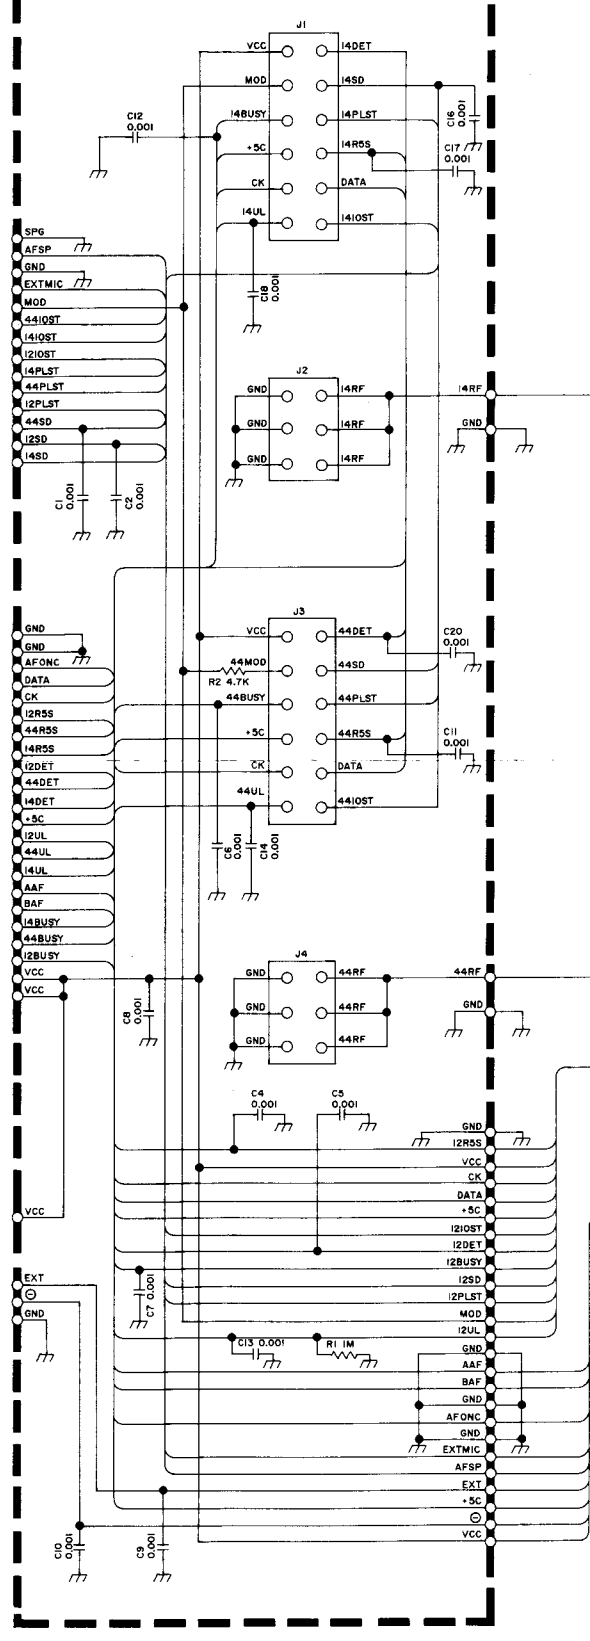 J1
VCC
14DET
MOD
14SD
14BUSY
14PLST
+5C
14R5S
CK
DATA
14UL
14IOST
C12
0.001
C16
0.001
C17
0.001
C18
0.001
SPG
AFSP
GND
EXTMIC
MOD
44IOST
14IOST
12IOST
14PLST
44PLST
12PLST
44SD
12SD
14SD
C1
0.001
C2
0.001
J2
GND
14RF
GND
14RF
GND
14RF
14RF
GND
J3
VCC
44DET
44MOD
44SD
R2 4.7K
44BUSY
44PLST
+5C
44R5S
CK
DATA
44UL
44IOST
C20
0.001
C11
0.001
C6
0.001
C14
0.001
GND
GND
AFONC
DATA
CK
12R5S
44R5S
14R5S
12DET
44DET
14DET
+5C
12UL
44UL
14UL
AAF
BAF
14BUSY
44BUSY
12BUSY
VCC
VCC
C8
0.001
J4
GND
44RF
GND
44RF
GND
44RF
44RF
GND
C4
0.001
C5
0.001
GND
12R5S
VCC
CK
DATA
+5C
12IOST
12DET
12BUSY
12SD
12PLST
MOD
12UL
GND
AAF
BAF
GND
AFONC
GND
EXTMIC
AFSP
EXT
+5C
⊖
VCC
VCC
EXT
⊖
GND
C7
0.001
C13 0.001
R1 1M
C10
0.001
C9
0.001